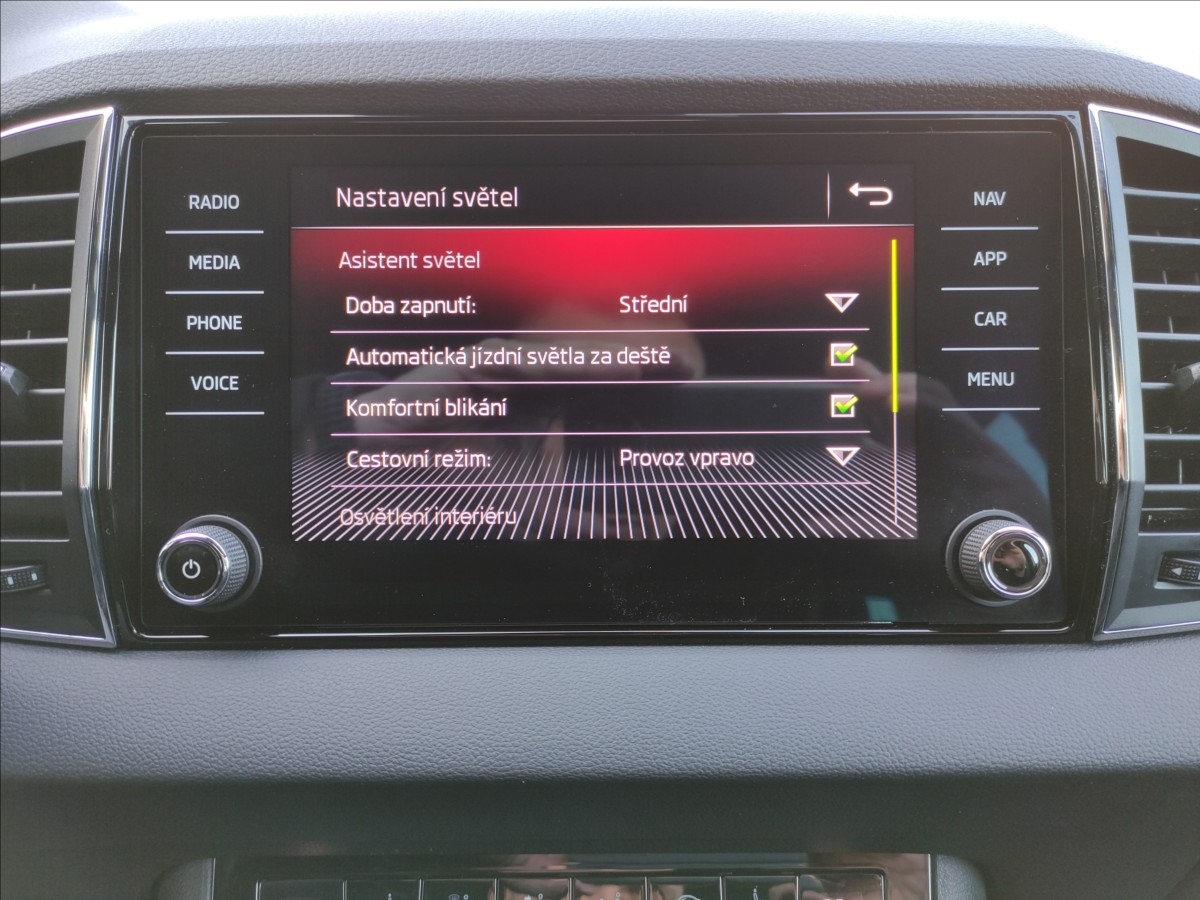 RADIO
MEDIA
PHONE
VOICE
Nastavení světel
Asistent světel
Doba zapnutí: Střední
Automatická jízdní světla za deště
Komfortní blikání
Cestovní režim: Provoz vpravo
Osvětlení interiéru
NAV
APP
CAR
MENU